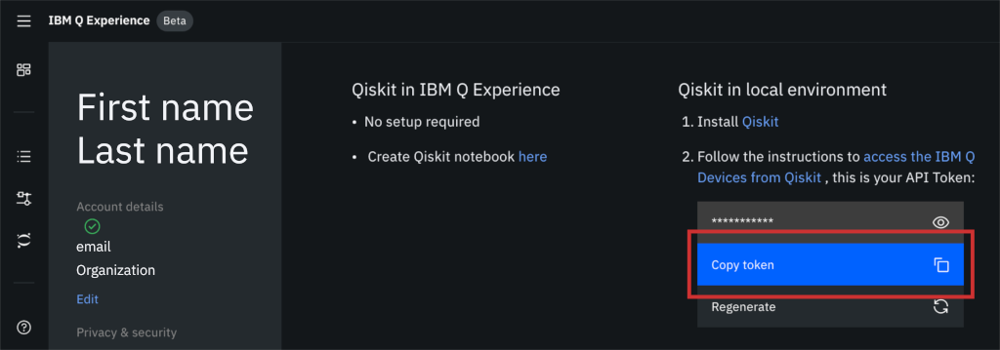 IBM Q Experience Beta
First name
Last name
Account details
email
Organization
Edit
Privacy & security
Qiskit in IBM Q Experience
• No setup required
• Create Qiskit notebook here
Qiskit in local environment
1. Install Qiskit
2. Follow the instructions to access the IBM Q
Devices from Qiskit , this is your API Token:
***********
Copy token
Regenerate